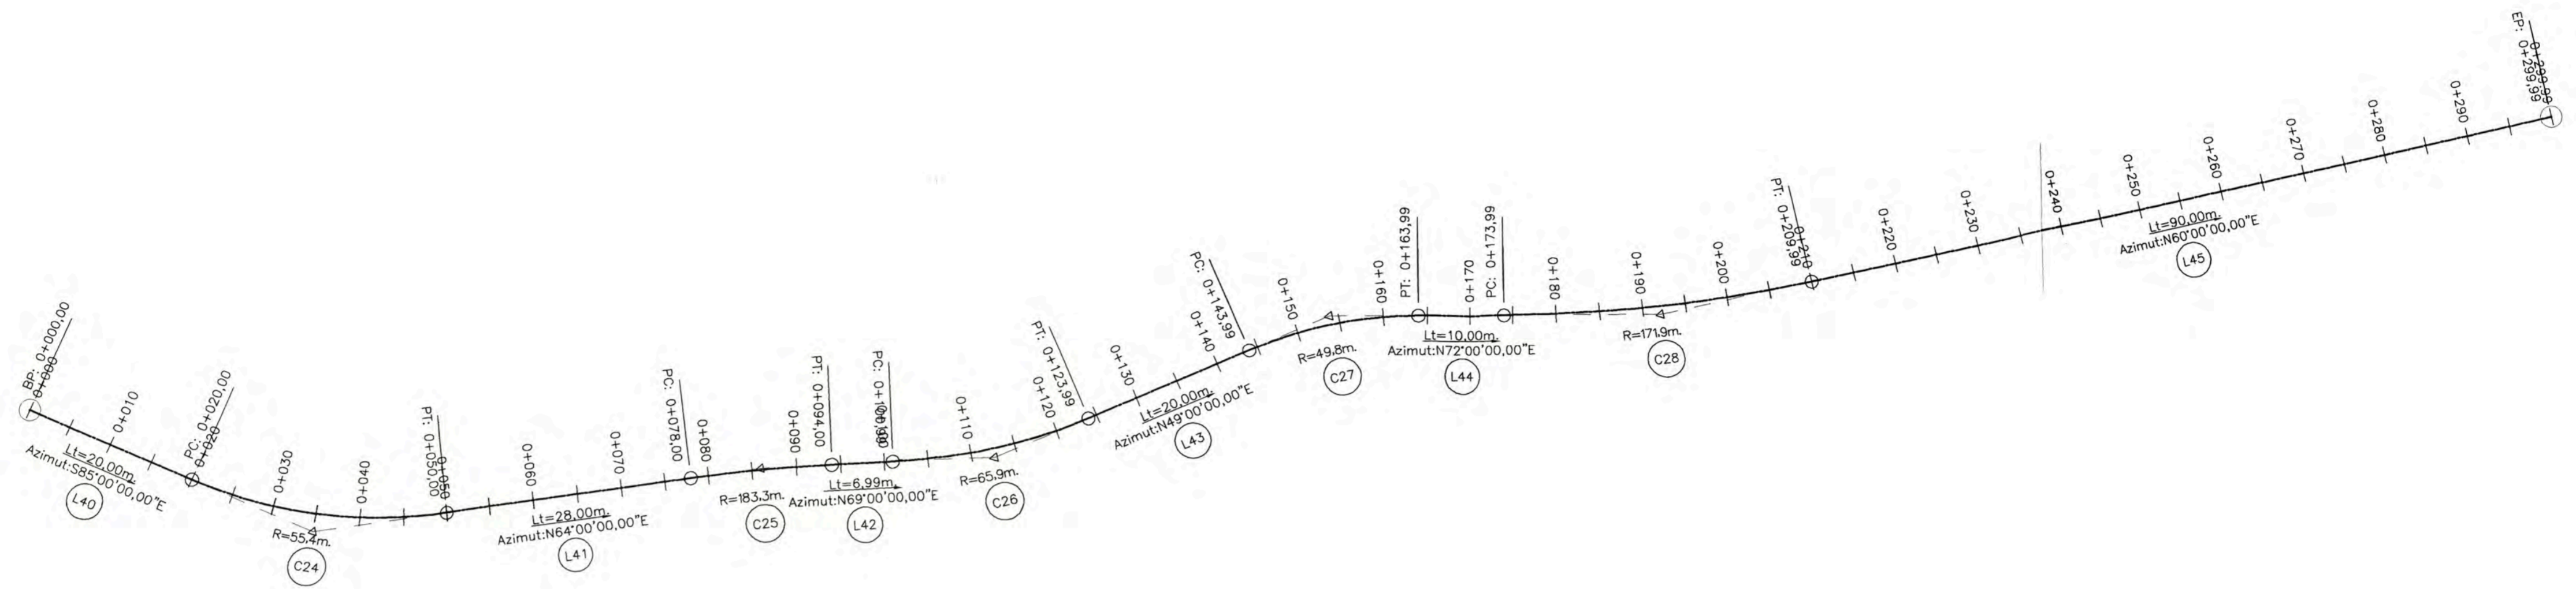 BP: 0+000,00
0+000
0+010
Lt=20,00m.
Azimut:S85°00'00,00"E
L40
PC: 0+020,00
0+020
0+030
R=55,4m.
C24
0+040
PT: 0+050,00
0+050
0+060
Lt=28,00m.
Azimut:N64°00'00,00"E
L41
0+070
PC: 0+078,00
0+080
R=183,3m.
C25
0+060
PT: 0+094,00
Lt=6,99m.
Azimut:N69°00'00,00"E
L42
PC:
0+110
R=65,9m.
C26
0+120
PT: 0+123,99
0+130
Lt=20,00m.
Azimut:N49°00'00,00"E
L43
0+140
PC: 0+143,99
0+150
R=49,8m.
C27
0+160
PT: 0+163,99
Lt=10,00m.
Azimut:N72°00'00,00"E
L44
0+170
PC: 0+173,99
0+180
0+190
R=171,9m.
C28
0+200
PT: 0+209,99
0+210
0+220
0+230
0+240
0+250
Lt=90,00m.
Azimut:N60°00'00,00"E
L45
0+260
0+270
0+280
0+290
EP: 0+299,99
0+299,99